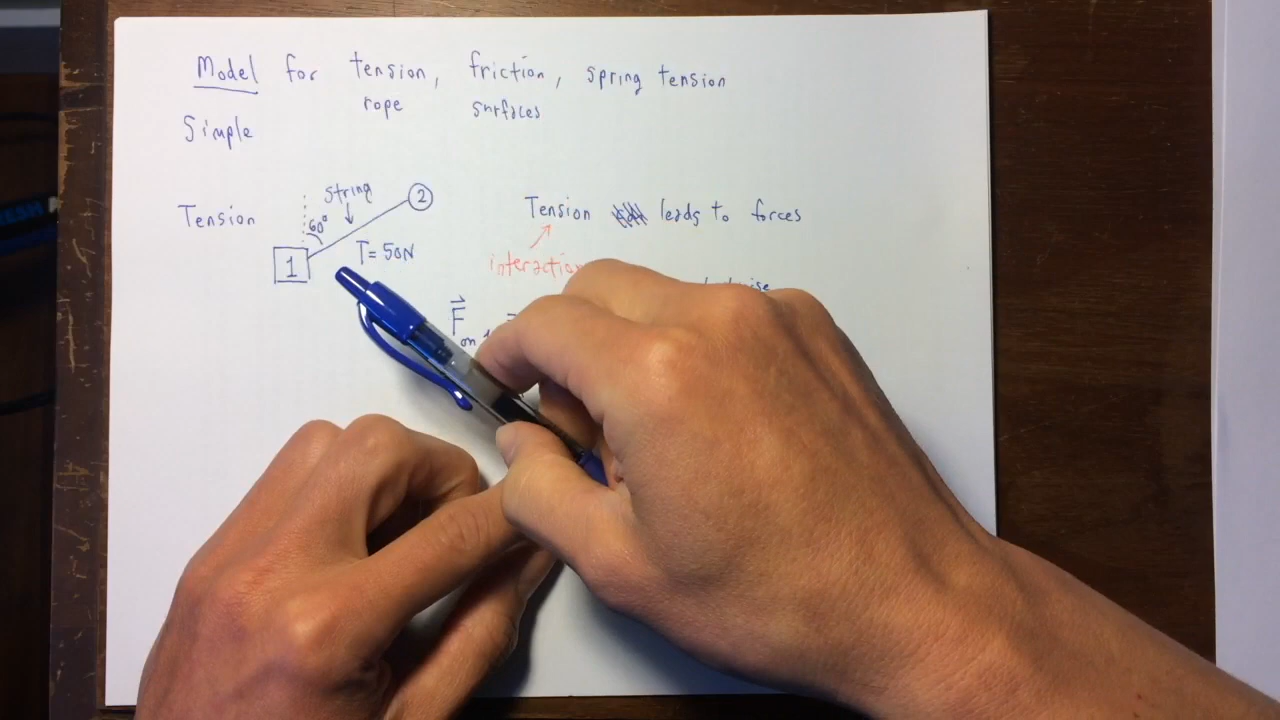 Model for tension, friction, spring tension
rope surfaces
Simple
string
2
Tension
60°
Tension leads to forces
1
T = 50N
interaction
F
on
=